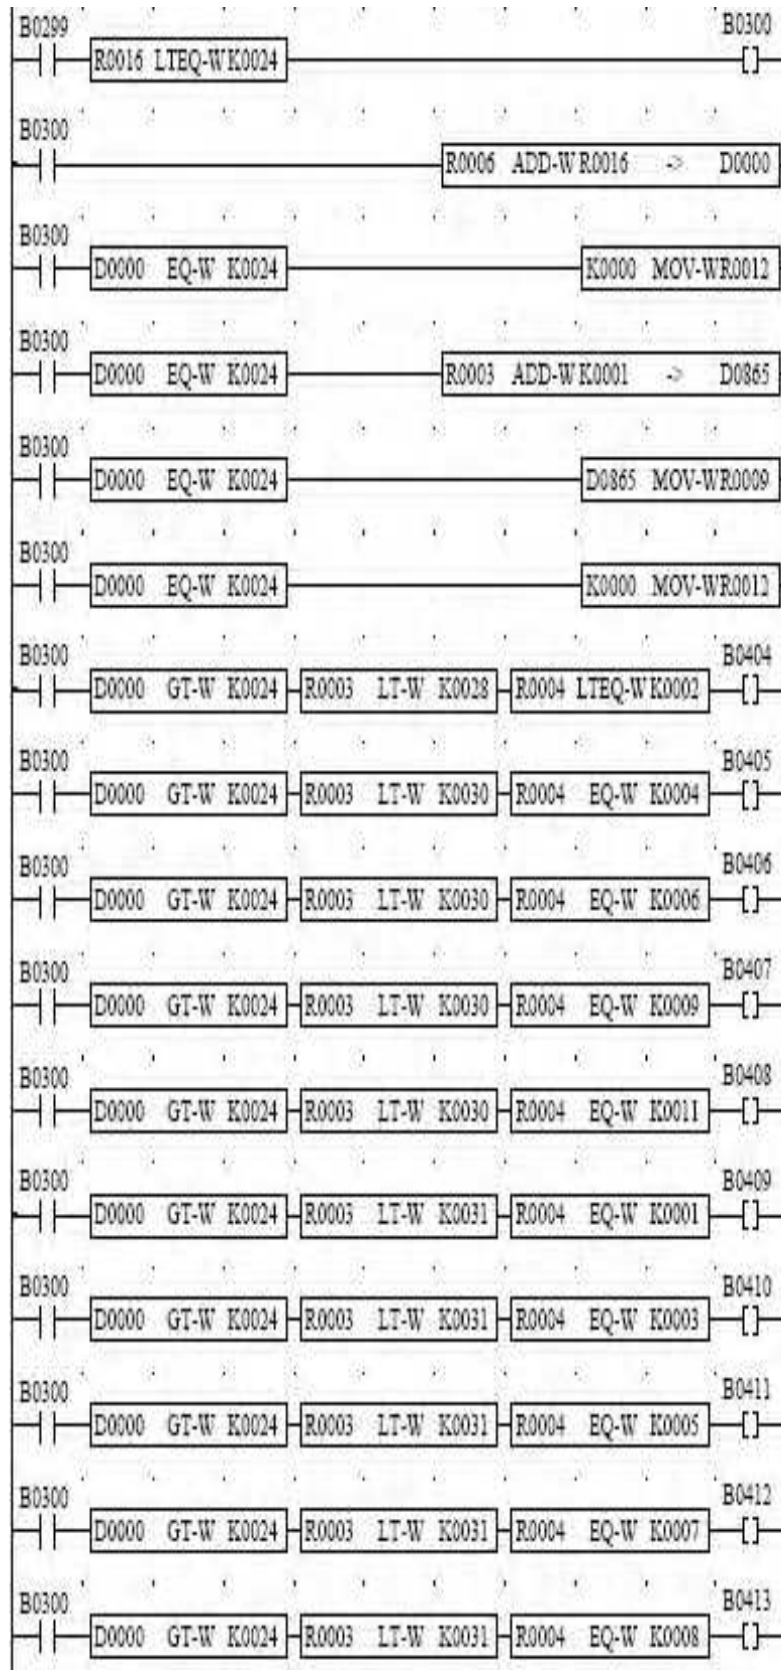 B0299 B0300
R0016 LTEQ-W K0024
B0300
R0006 ADD-W R0016 -> D0000
B0300
D0000 EQ-W K0024 K0000 MOV-W R0012
B0300
D0000 EQ-W K0024 R0003 ADD-W K0001 -> D0865
B0300
D0000 EQ-W K0024 D0865 MOV-W R0009
B0300
D0000 EQ-W K0024 K0000 MOV-W R0012
B0300 B0404
D0000 GT-W K0024 R0003 LT-W K0028 R0004 LTEQ-W K0002
B0300 B0405
D0000 GT-W K0024 R0003 LT-W K0030 R0004 EQ-W K0004
B0300 B0406
D0000 GT-W K0024 R0003 LT-W K0030 R0004 EQ-W K0006
B0300 B0407
D0000 GT-W K0024 R0003 LT-W K0030 R0004 EQ-W K0009
B0300 B0408
D0000 GT-W K0024 R0003 LT-W K0030 R0004 EQ-W K0011
B0300 B0409
D0000 GT-W K0024 R0003 LT-W K0031 R0004 EQ-W K0001
B0300 B0410
D0000 GT-W K0024 R0003 LT-W K0031 R0004 EQ-W K0003
B0300 B0411
D0000 GT-W K0024 R0003 LT-W K0031 R0004 EQ-W K0005
B0300 B0412
D0000 GT-W K0024 R0003 LT-W K0031 R0004 EQ-W K0007
B0300 B0413
D0000 GT-W K0024 R0003 LT-W K0031 R0004 EQ-W K0008